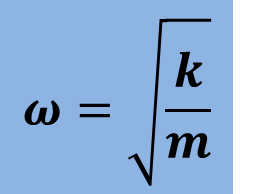 ω = √(k/m)